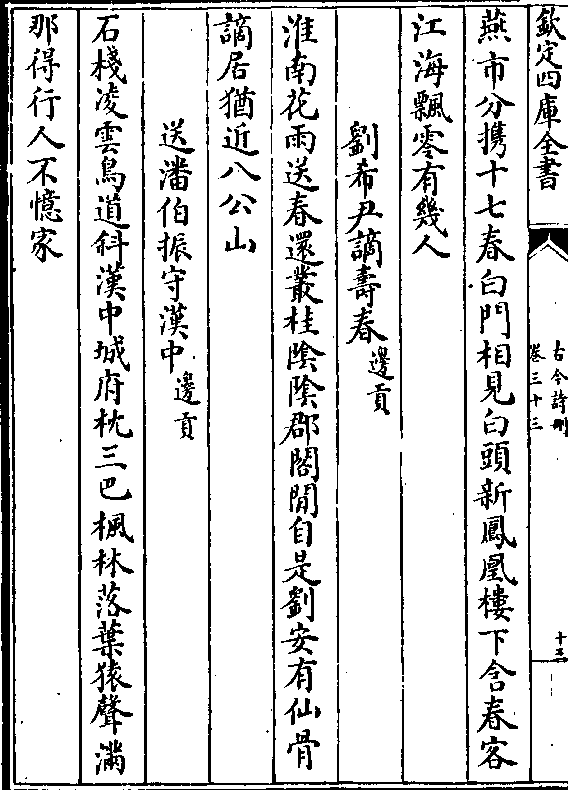 欽定四庫全書
古今詩刪
卷三十三
燕市分携十七春白門相見白頭新鳳凰樓下含春客
江海飄零有幾人
劉希尹謫壽春邊貢
淮南花雨送春還叢桂陰陰郡閣閒自是劉安有仙骨
謫居猶近八公山
送潘伯振守漢中邊貢
石棧凌雲鳥道斜漢中城府枕三巴楓林落葉猿聲滿
那得行人不憶家